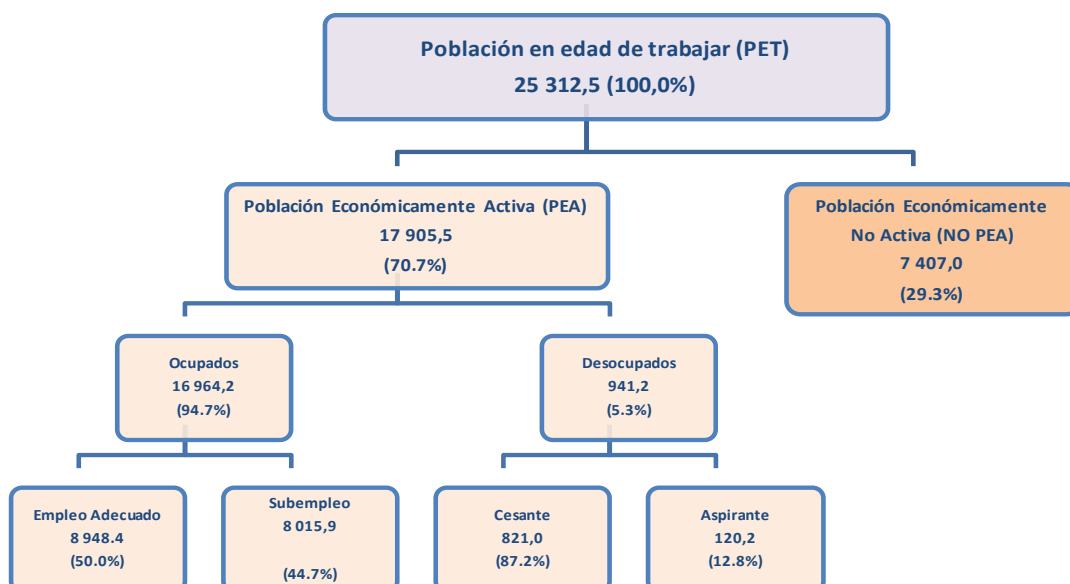 Población en edad de trabajar (PET)
25 312,5 (100,0%)
Población Económicamente Activa (PEA)
17 905,5
(70.7%)
Población Económicamente
No Activa (NO PEA)
7 407,0
(29.3%)
Ocupados
16 964,2
(94.7%)
Desocupados
941,2
(5.3%)
Empleo Adecuado
8 948.4
(50.0%)
Subempleo
8 015,9
(44.7%)
Cesante
821,0
(87.2%)
Aspirante
120,2
(12.8%)